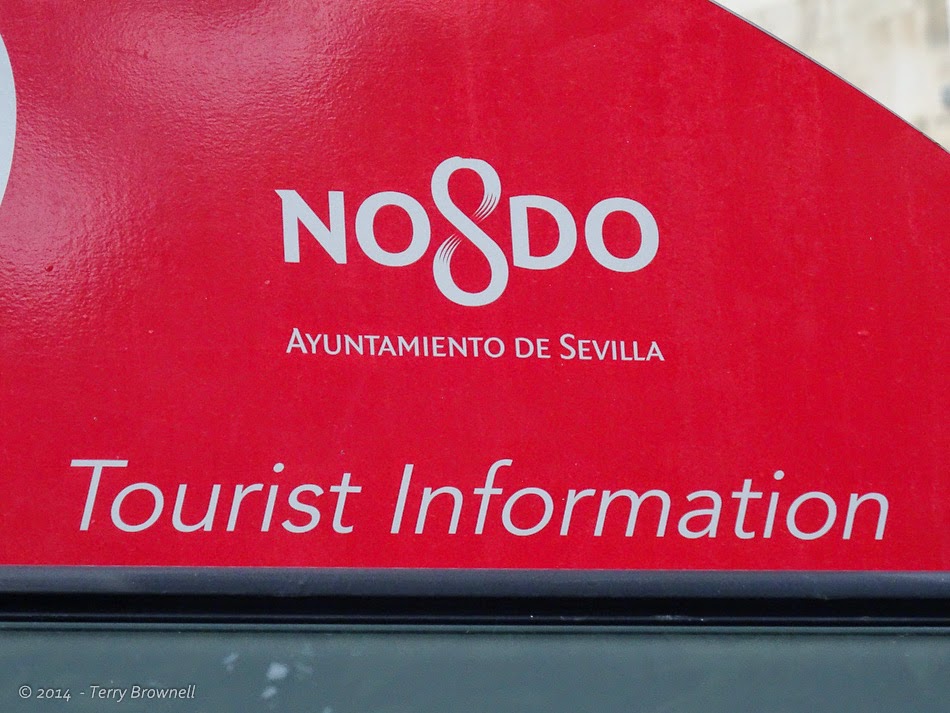 NO8DO
AYUNTAMIENTO DE SEVILLA
Tourist Information
© 2014 - Terry Brownell